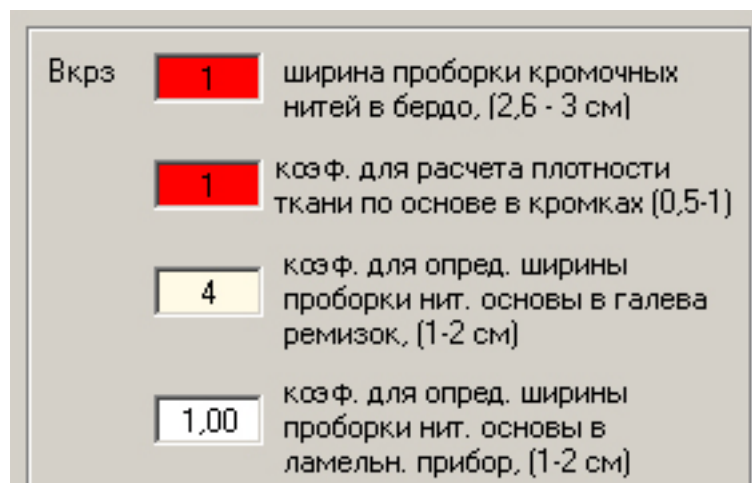 Вкрз 1 ширина проборки кромочных
нитей в бердо, (2,6 - 3 см)
1 коэф. для расчета плотности
ткани по основе в кромках (0,5-1)
4 коэф. для опред. ширины
проборки нит. основы в галева
ремизок, (1-2 см)
1,00 коэф. для опред. ширины
проборки нит. основы в
ламельн. прибор, (1-2 см)